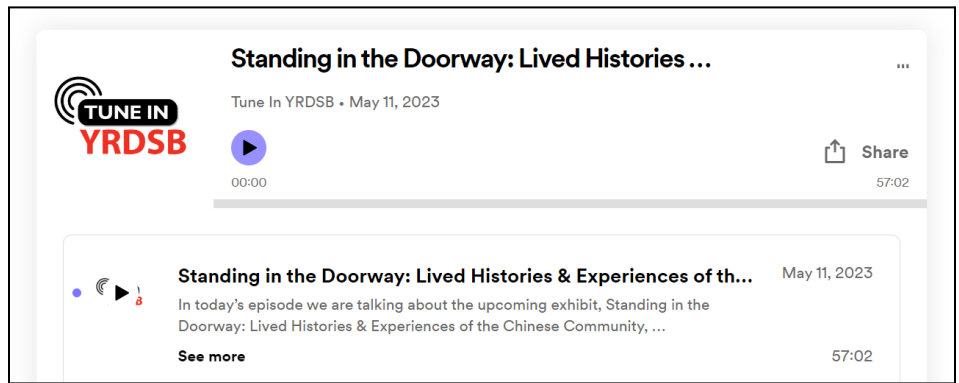 Standing in the Doorway: Lived Histories ...
...
TUNE IN
YRDSB
Tune In YRDSB • May 11, 2023
Share
00:00
57:02
Standing in the Doorway: Lived Histories & Experiences of th...
May 11, 2023
In today's episode we are talking about the upcoming exhibit, Standing in the
Doorway: Lived Histories & Experiences of the Chinese Community, ...
See more
57:02